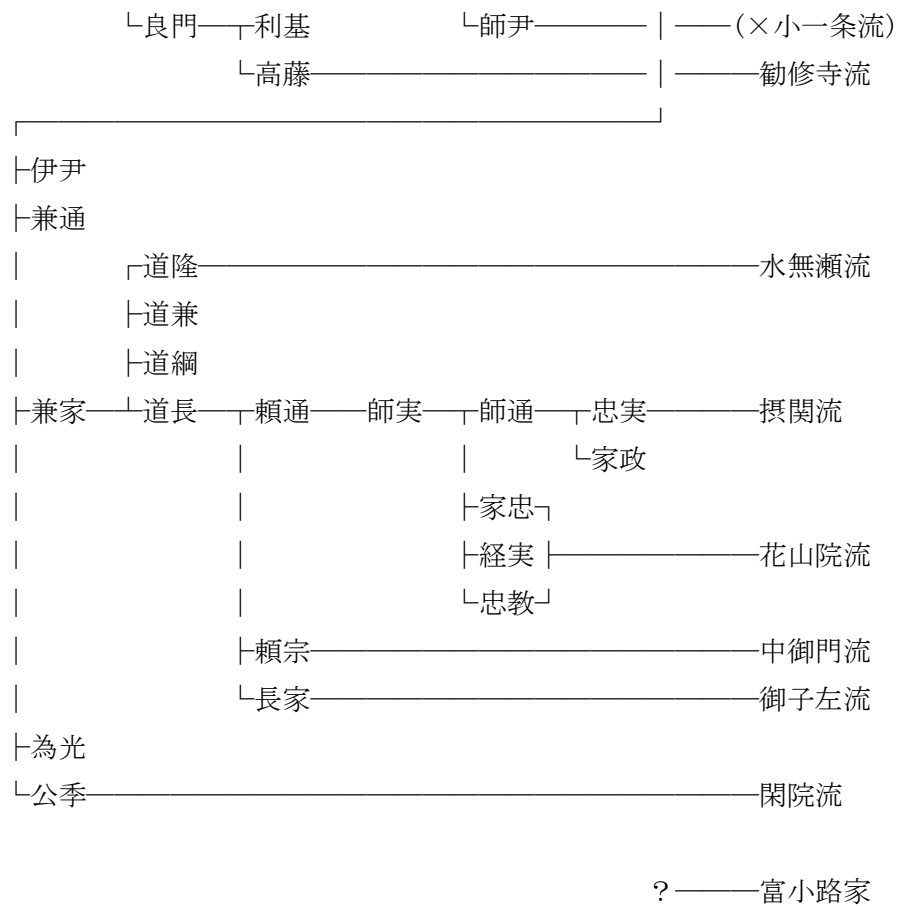 └良門─┬利基　└師尹────｜──(×小一条流)
└高藤────────────｜───勧修寺流
┌───────────────────────┘
├伊尹
├兼通
｜　┌道隆────────────────────水無瀬流
｜　├道兼
｜　├道綱
├兼家─┴道長─┬頼通──師実─┬師通─┬忠実────摂関流
｜　｜　｜　└家政
｜　｜　├家忠┐
｜　｜　├経実├───────花山院流
｜　｜　└忠教┘
｜　├頼宗────────────────中御門流
｜　└長家────────────────御子左流
├為光
└公季────────────────────────閑院流
？───富小路家